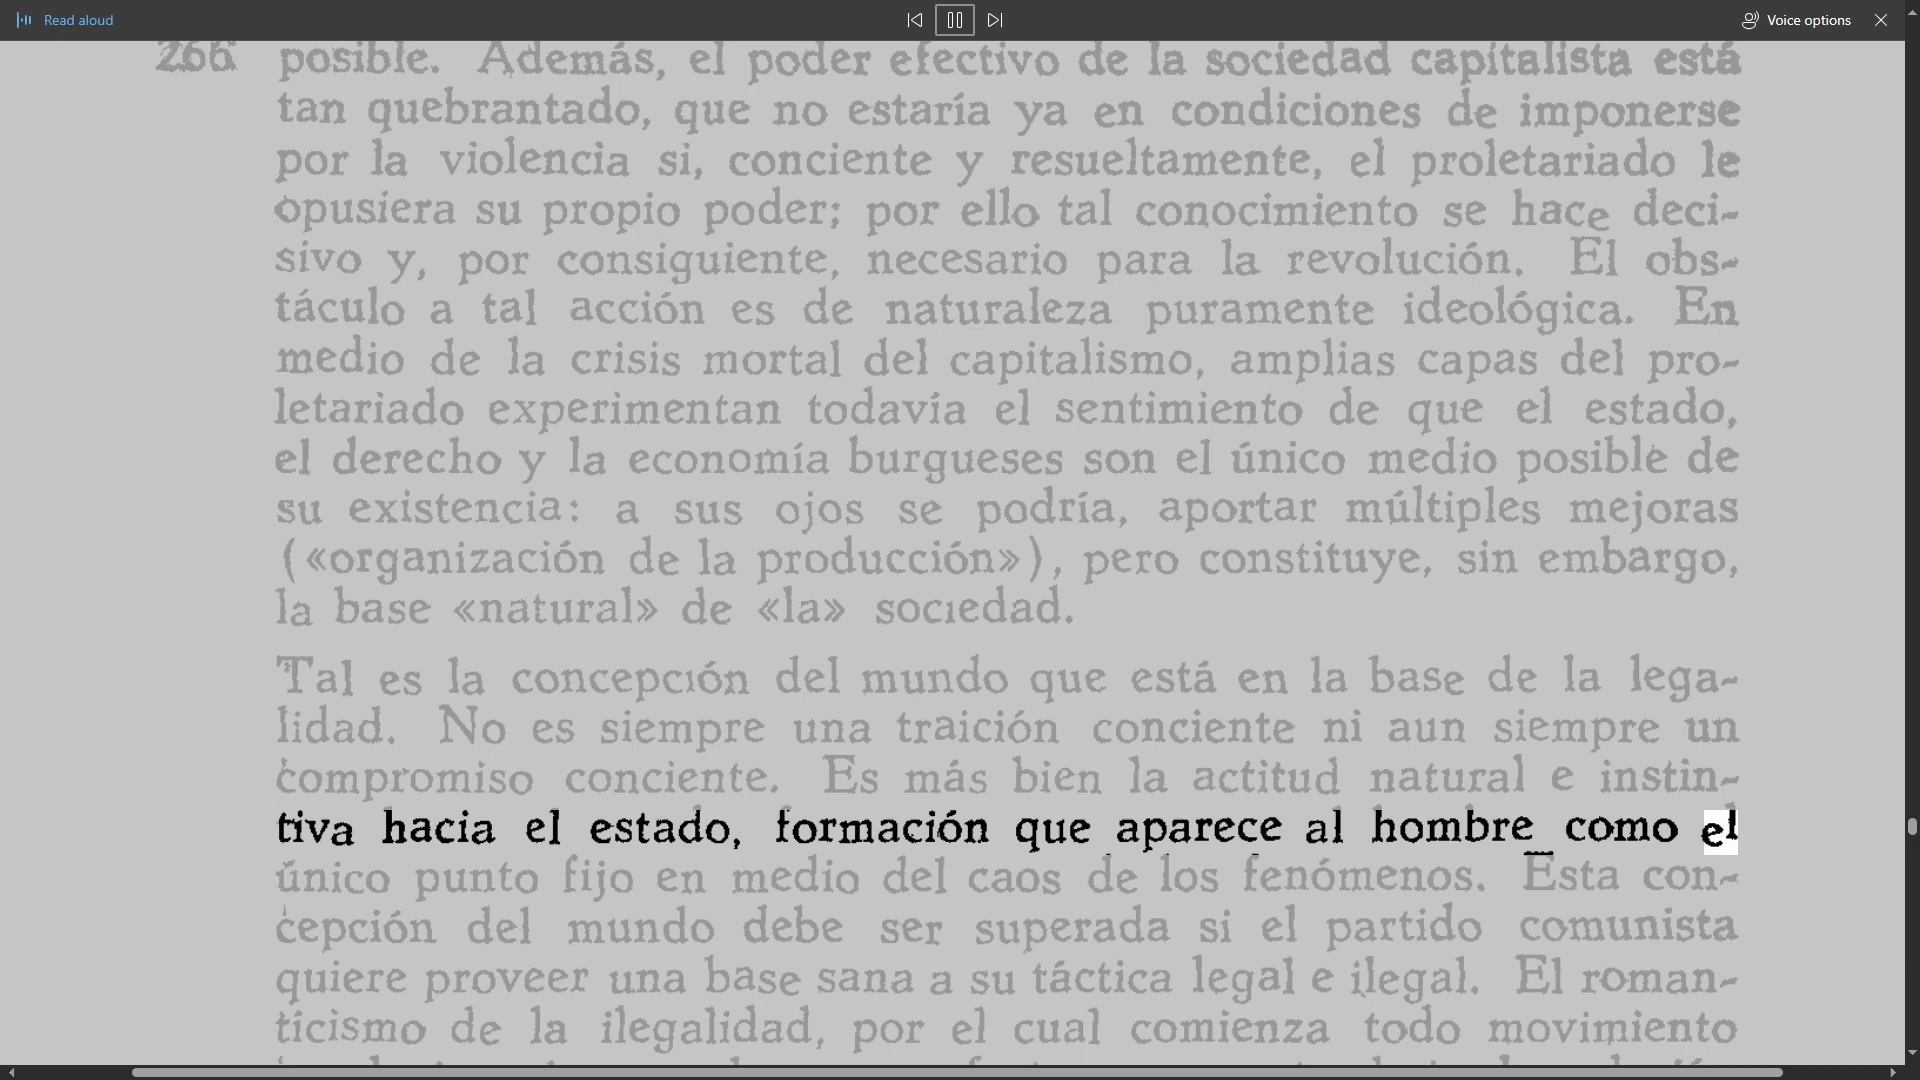 Read aloud
Voice options
266 posible. Además, el poder efectivo de la sociedad capitalista está
tan quebrantado, que no estaría ya en condiciones de imponerse
por la violencia si, conciente y resueltamente, el proletariado le
opusiera su propio poder; por ello tal conocimiento se hace deci-
sivo y, por consiguiente, necesario para la revolución. El obs-
táculo a tal acción es de naturaleza puramente ideológica. En
medio de la crisis mortal del capitalismo, amplias capas del pro-
letariado experimentan todavía el sentimiento de que el estado,
el derecho y la economía burgueses son el único medio posible de
su existencia: a sus ojos se podría, aportar múltiples mejoras
(«organización de la producción»), pero constituye, sin embargo,
la base «natural» de «la» sociedad.
Tal es la concepción del mundo que está en la base de la lega-
lidad. No es siempre una traición conciente ni aun siempre un
compromiso conciente. Es más bien la actitud natural e instin-
tiva hacia el estado, formación que aparece al hombre como el
único punto fijo en medio del caos de los fenómenos. Esta con-
cepción del mundo debe ser superada si el partido comunista
quiere proveer una base sana a su táctica legal e ilegal. El roman-
ticismo de la ilegalidad, por el cual comienza todo movimiento